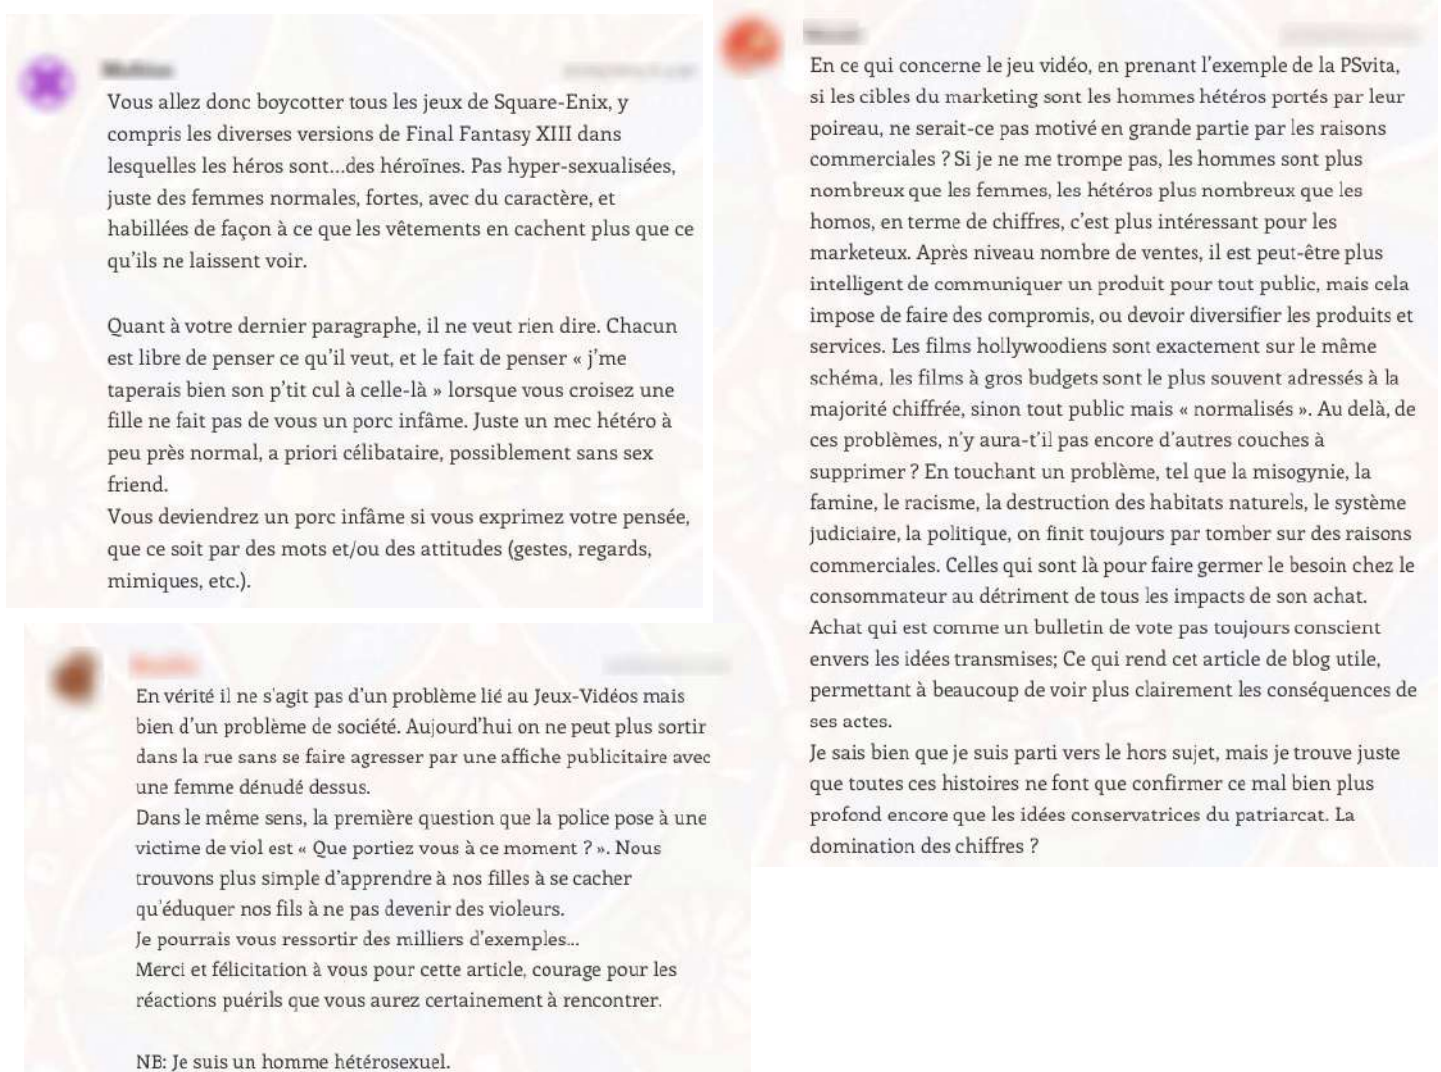 Vous allez donc boycotter tous les jeux de Square-Enix, y
compris les diverses versions de Final Fantasy XIII dans
lesquelles les héros sont...des héroïnes. Pas hyper-sexualisées,
juste des femmes normales, fortes, avec du caractère, et
habillées de façon à ce que les vêtements en cachent plus que ce
qu'ils ne laissent voir.
Quant à votre dernier paragraphe, il ne veut rien dire. Chacun
est libre de penser ce qu'il veut, et le fait de penser « j'me
taperais bien son p'tit cul à celle-là » lorsque vous croisez une
fille ne fait pas de vous un porc infâme. Juste un mec hétéro à
peu près normal, a priori célibataire, possiblement sans sex
friend.
Vous deviendrez un porc infâme si vous exprimez votre pensée,
que ce soit par des mots et/ou des attitudes (gestes, regards,
mimiques, etc.).
En vérité il ne s'agit pas d'un problème lié au Jeux-Vidéos mais
bien d'un problème de société. Aujourd'hui on ne peut plus sortir
dans la rue sans se faire agresser par une affiche publicitaire avec
une femme dénudé dessus.
Dans le même sens, la première question que la police pose à une
victime de viol est « Que portiez vous à ce moment ? ». Nous
trouvons plus simple d'apprendre à nos filles à se cacher
qu'éduquer nos fils à ne pas devenir des violeurs.
Je pourrais vous ressortir des milliers d'exemples...
Merci et félicitation à vous pour cette article, courage pour les
réactions puérils que vous aurez certainement à rencontrer.
NB: Je suis un homme hétérosexuel.
En ce qui concerne le jeu vidéo, en prenant l'exemple de la PSvita,
si les cibles du marketing sont les hommes hétéros portés par leur
poireau, ne serait-ce pas motivé en grande partie par les raisons
commerciales ? Si je ne me trompe pas, les hommes sont plus
nombreux que les femmes, les hétéros plus nombreux que les
homos, en terme de chiffres, c'est plus intéressant pour les
marketeux. Après niveau nombre de ventes, il est peut-être plus
intelligent de communiquer un produit pour tout public, mais cela
impose de faire des compromis, ou devoir diversifier les produits et
services. Les films hollywoodiens sont exactement sur le même
schéma, les films à gros budgets sont le plus souvent adressés à la
majorité chiffrée, sinon tout public mais « normalisés ». Au delà, de
ces problèmes, n'y aura-t'il pas encore d'autres couches à
supprimer ? En touchant un problème, tel que la misogynie, la
famine, le racisme, la destruction des habitats naturels, le système
judiciaire, la politique, on finit toujours par tomber sur des raisons
commerciales. Celles qui sont là pour faire germer le besoin chez le
consommateur au détriment de tous les impacts de son achat.
Achat qui est comme un bulletin de vote pas toujours conscient
envers les idées transmises; Ce qui rend cet article de blog utile,
permettant à beaucoup de voir plus clairement les conséquences de
ses actes.
Je sais bien que je suis parti vers le hors sujet, mais je trouve juste
que toutes ces histoires ne font que confirmer ce mal bien plus
profond encore que les idées conservatrices du patriarcat. La
domination des chiffres ?